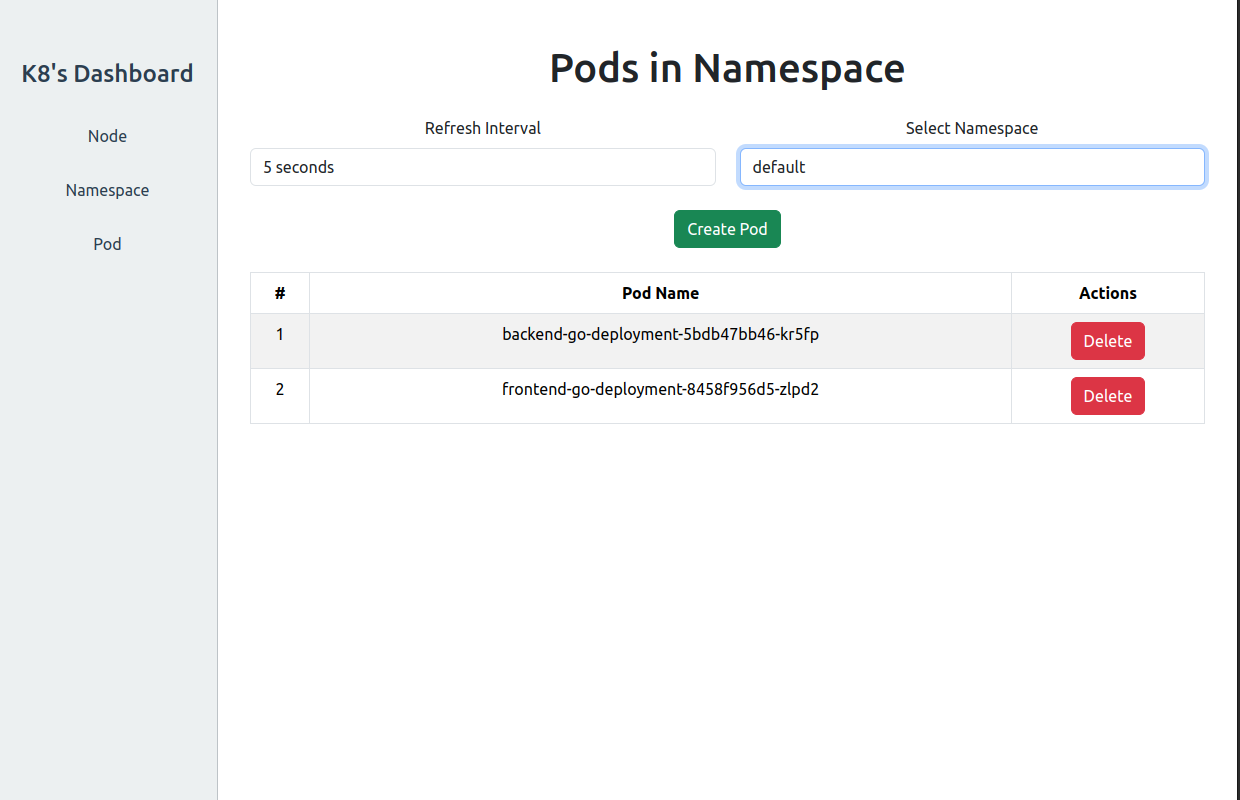 K8's Dashboard
Node
Namespace
Pod
Pods in Namespace
Refresh Interval
Select Namespace
5 seconds
default
Create Pod
# Pod Name Actions
1 backend-go-deployment-5bdb47bb46-kr5fp Delete
2 frontend-go-deployment-8458f956d5-zlpd2 Delete